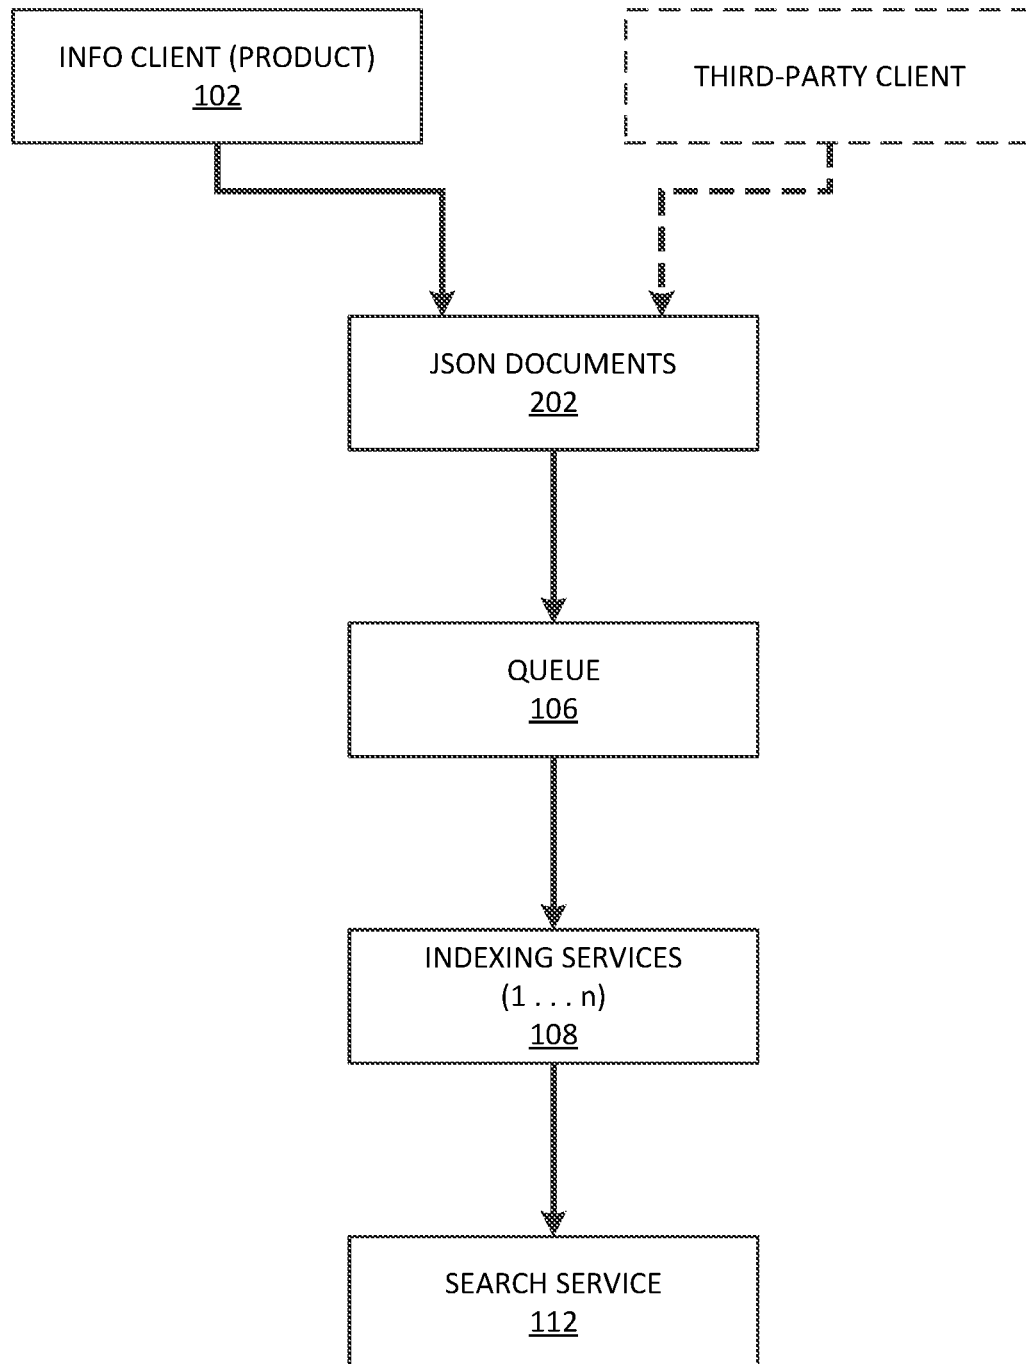 INFO CLIENT (PRODUCT)
102
THIRD-PARTY CLIENT
JSON DOCUMENTS
202
QUEUE
106
INDEXING SERVICES
(1 . . . n)
108
SEARCH SERVICE
112